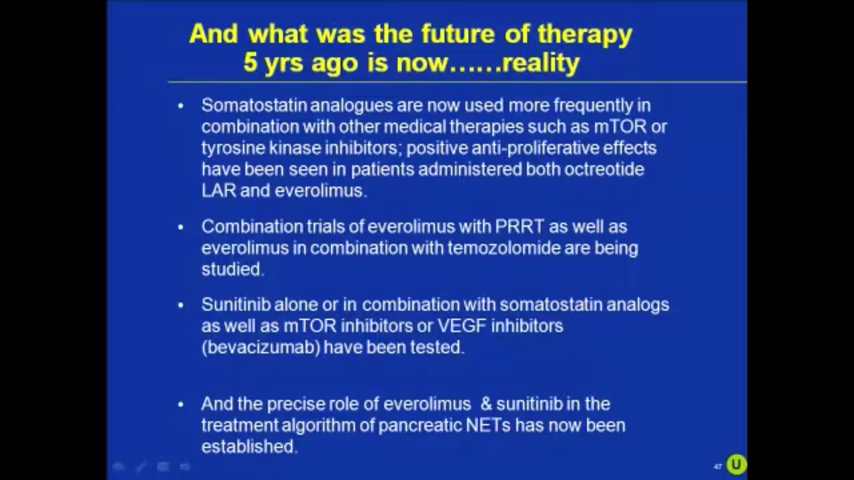 And what was the future of therapy
5 yrs ago is now……reality
• Somatostatin analogues are now used more frequently in
combination with other medical therapies such as mTOR or
tyrosine kinase inhibitors; positive anti-proliferative effects
have been seen in patients administered both octreotide
LAR and everolimus.
• Combination trials of everolimus with PRRT as well as
everolimus in combination with temozolomide are being
studied.
• Sunitinib alone or in combination with somatostatin analogs
as well as mTOR inhibitors or VEGF inhibitors
(bevacizumab) have been tested.
• And the precise role of everolimus & sunitinib in the
treatment algorithm of pancreatic NETs has now been
established.
47 U